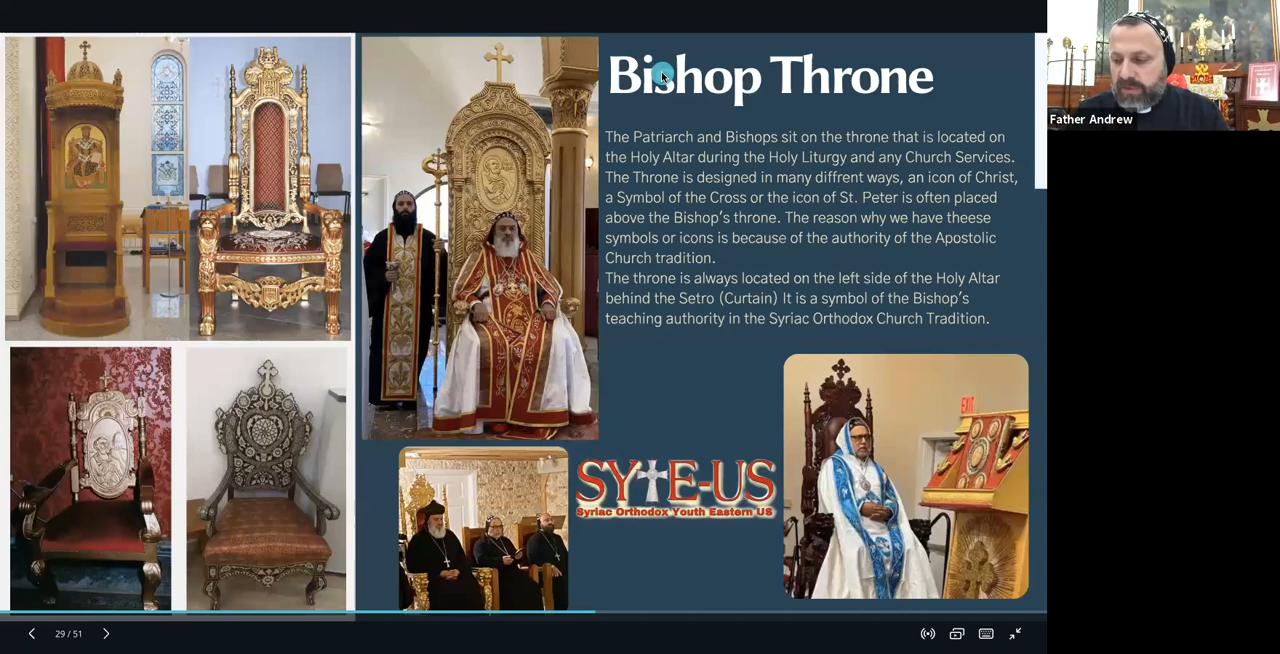 Bishop Throne
The Patriarch and Bishops sit on the throne that is located on
the Holy Altar during the Holy Liturgy and any Church Services.
The Throne is designed in many diffrent ways, an icon of Christ,
a Symbol of the Cross or the icon of St. Peter is often placed
above the Bishop's throne. The reason why we have theese
symbols or icons is because of the authority of the Apostolic
Church tradition.
The throne is always located on the left side of the Holy Altar
behind the Setro (Curtain) It is a symbol of the Bishop's
teaching authority in the Syriac Orthodox Church Tradition.
EXIT
SY†E-US
Syriac Orthodox Youth Eastern US
29 / 51
Father Andrew